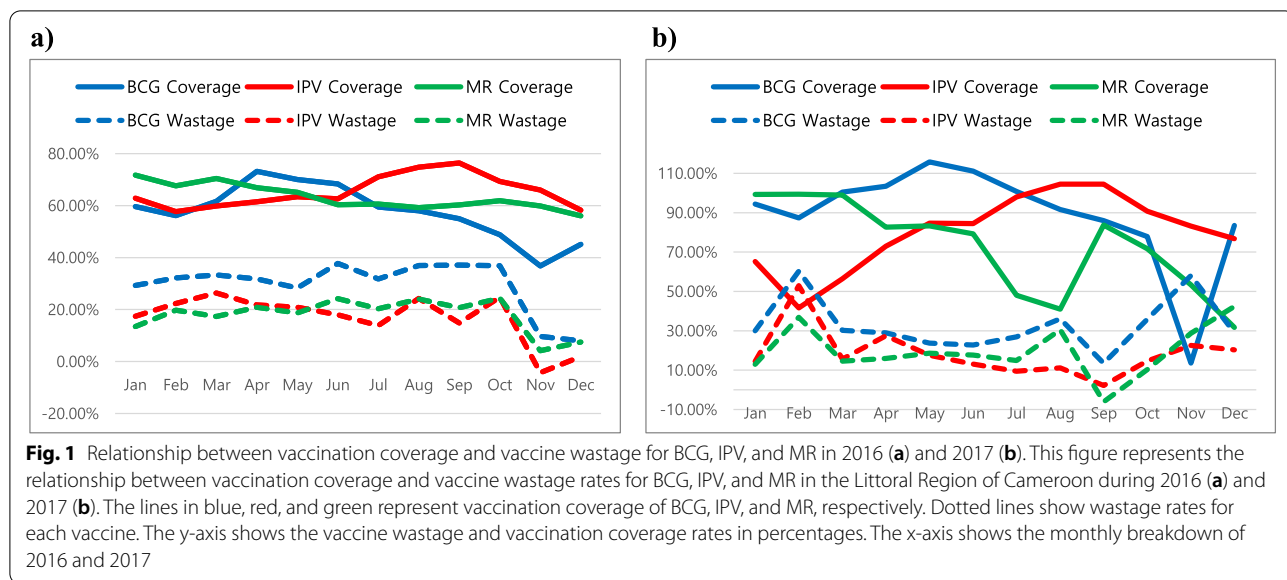 a)
BCG Coverage IPV Coverage MR Coverage
BCG Wastage IPV Wastage MR Wastage
80.00%
60.00%
40.00%
20.00%
0.00%
Jan Feb Mar Apr May Jun Jul Aug Sep Oct Nov Dec
-20.00%
b)
BCG Coverage IPV Coverage MR Coverage
BCG Wastage IPV Wastage MR Wastage
110.00%
90.00%
70.00%
50.00%
30.00%
10.00%
-10.00%
Jan Feb Mar Apr May Jun Jul Aug Sep Oct Nov Dec
Fig. 1 Relationship between vaccination coverage and vaccine wastage for BCG, IPV, and MR in 2016 (a) and 2017 (b). This figure represents the
relationship between vaccination coverage and vaccine wastage rates for BCG, IPV, and MR in the Littoral Region of Cameroon during 2016 (a) and
2017 (b). The lines in blue, red, and green represent vaccination coverage of BCG, IPV, and MR, respectively. Dotted lines show wastage rates for
each vaccine. The y-axis shows the vaccine wastage and vaccination coverage rates in percentages. The x-axis shows the monthly breakdown of
2016 and 2017